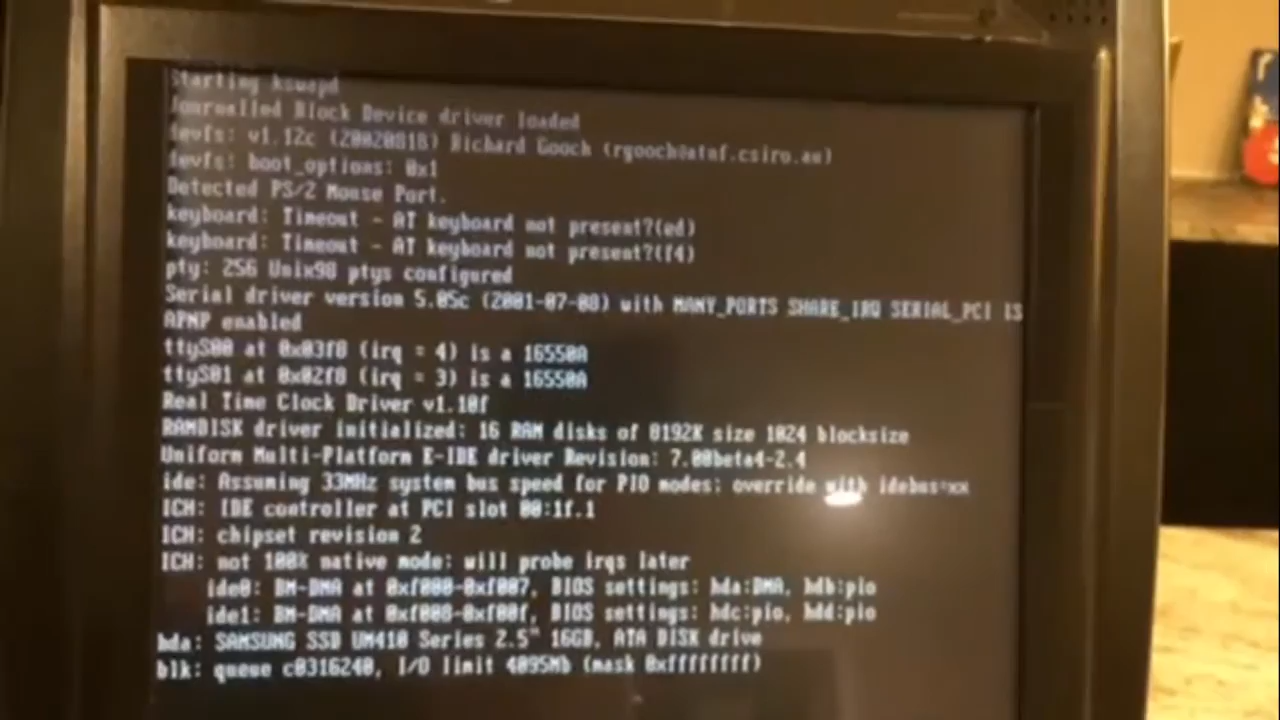 Starting kswapd
Journalled Block Device driver loaded
devfs: v1.12c (20020818) Richard Gooch (rgooch@atnf.csiro.au)
devfs: boot_options: 0x1
Detected PS/2 Mouse Port.
keyboard: Timeout - AT keyboard not present?(ed)
keyboard: Timeout - AT keyboard not present?(f4)
pty: 256 Unix98 ptys configured
Serial driver version 5.05c (2001-07-08) with MANY_PORTS SHARE_IRQ SERIAL_PCI IS
APNP enabled
ttyS00 at 0x03f8 (irq = 4) is a 16550A
ttyS01 at 0x02f8 (irq = 3) is a 16550A
Real Time Clock Driver v1.10f
RAMDISK driver initialized: 16 RAM disks of 8192K size 1024 blocksize
Uniform Multi-Platform E-IDE driver Revision: 7.00beta4-2.4
ide: Assuming 33MHz system bus speed for PIO modes; override with idebus=xx
ICH: IDE controller at PCI slot 00:1f.1
ICH: chipset revision 2
ICH: not 100% native mode: will probe irqs later
ide0: BM-DMA at 0xf000-0xf007, BIOS settings: hda:DMA, hdb:pio
ide1: BM-DMA at 0xf008-0xf00f, BIOS settings: hdc:pio, hdd:pio
hda: SAMSUNG SSD UM410 Series 2.5" 16GB, ATA DISK drive
blk: queue c0316240, I/O limit 4095Mb (mask 0xffffffff)